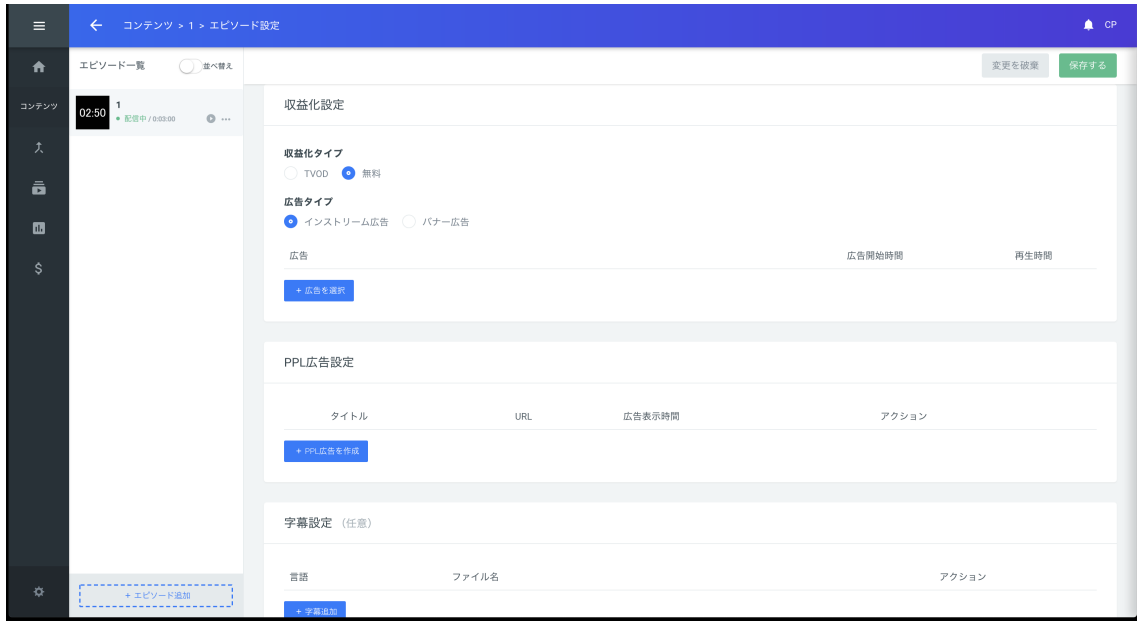 コンテンツ > 1 > エピソード設定
CP
エピソード一覧
並べ替え
変更を破棄
保存する
コンテンツ
02:50
1
配信中 / 0:03:00
収益化設定
収益化タイプ
TVOD 無料
広告タイプ
インストリーム広告 バナー広告
広告 広告開始時間 再生時間
+ 広告を選択
PPL広告設定
タイトル URL 広告表示時間 アクション
+ PPL広告を作成
字幕設定 (任意)
言語 ファイル名 アクション
+ 字幕追加
+ エピソード追加